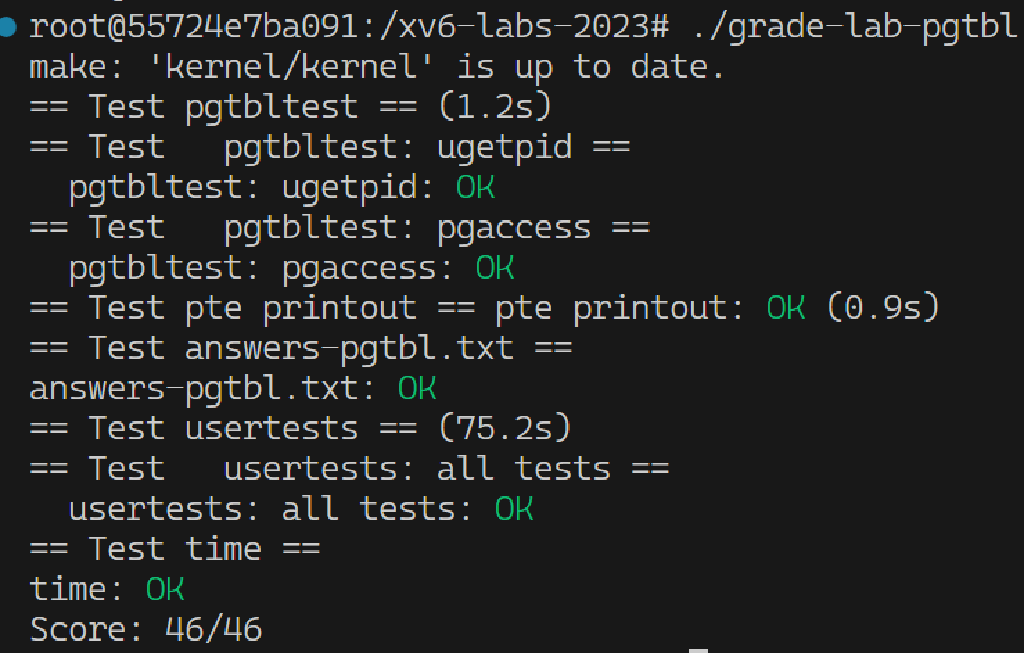 root@55724e7ba091:/xv6-labs-2023# ./grade-lab-pgtbl
make: 'kernel/kernel' is up to date.
== Test pgtbltest == (1.2s)
== Test   pgtbltest: ugetpid ==
  pgtbltest: ugetpid: OK
== Test   pgtbltest: pgaccess ==
  pgtbltest: pgaccess: OK
== Test pte printout == pte printout: OK (0.9s)
== Test answers-pgtbl.txt ==
answers-pgtbl.txt: OK
== Test usertests == (75.2s)
== Test   usertests: all tests ==
  usertests: all tests: OK
== Test time ==
time: OK
Score: 46/46